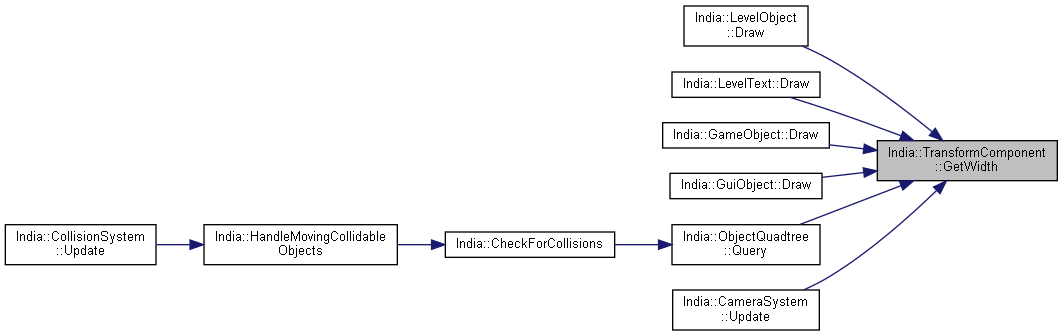 India::LevelObject
::Draw
India::LevelText::Draw
India::GameObject::Draw
India::TransformComponent
::GetWidth
India::GuiObject::Draw
India::CollisionSystem
::Update
India::HandleMovingCollidable
Objects
India::CheckForCollisions
India::ObjectQuadtree
::Query
India::CameraSystem
::Update